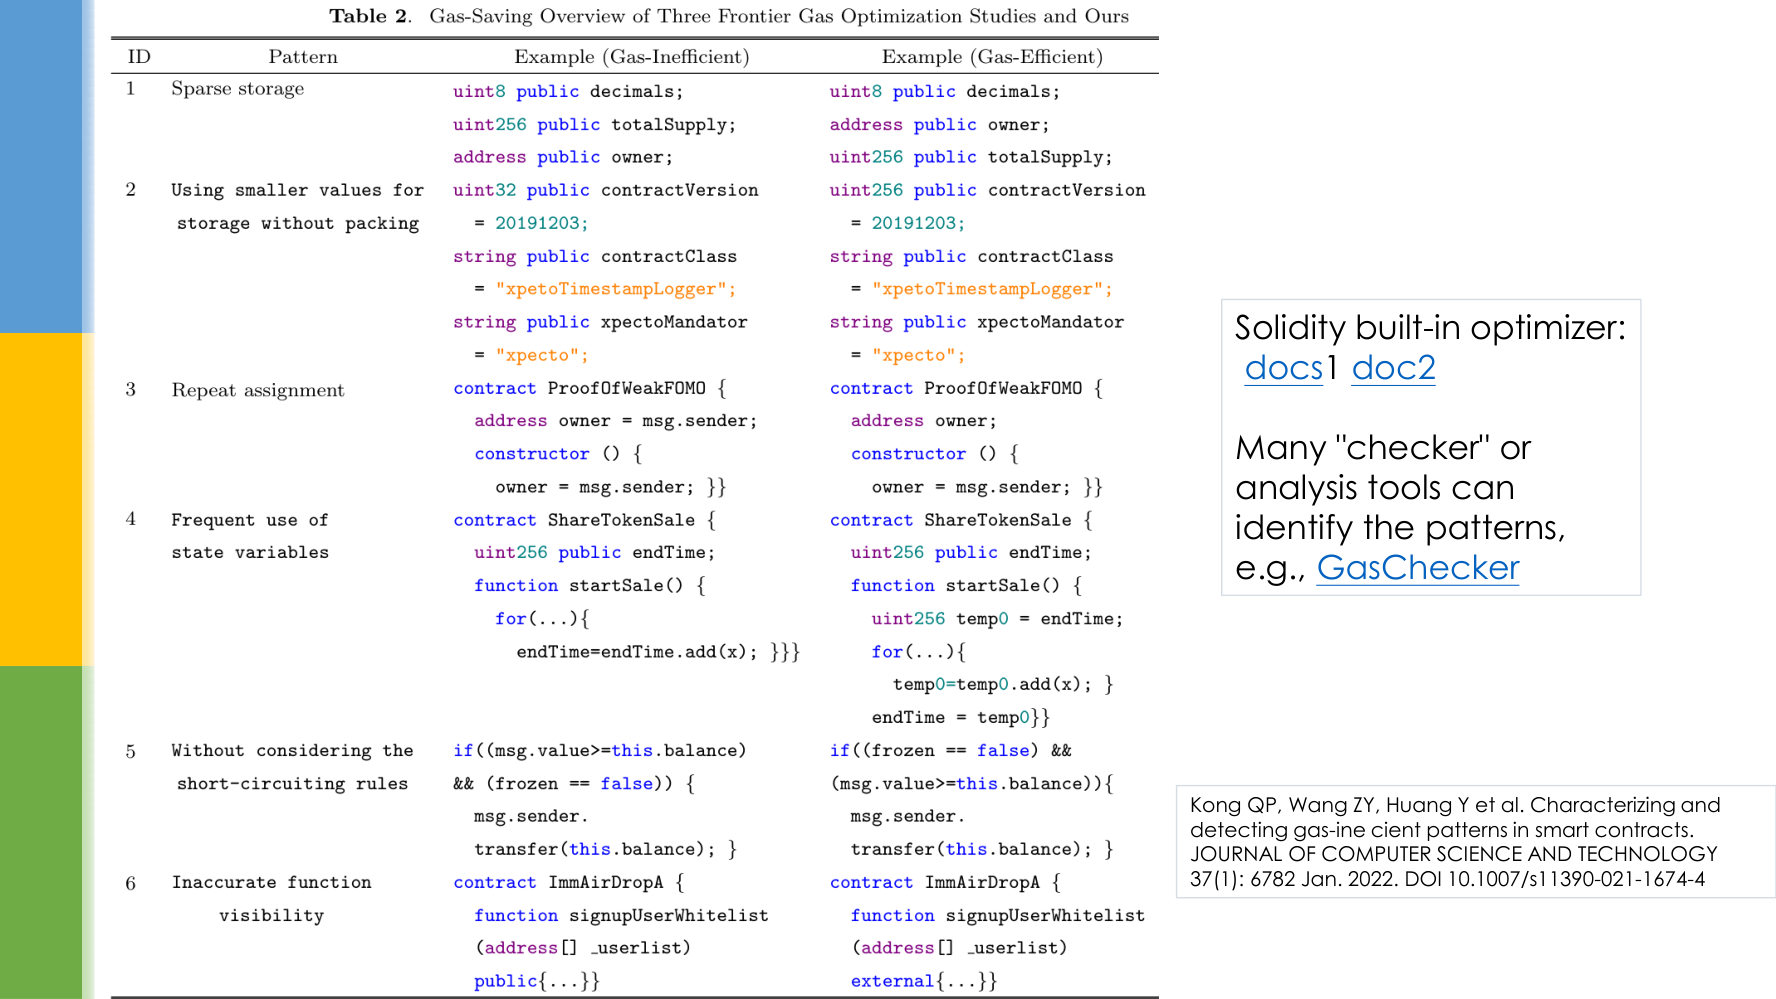 Table 2. Gas-Saving Overview of Three Frontier Gas Optimization Studies and Ours
ID Pattern Example (Gas-Inefficient) Example (Gas-Efficient)
1 Sparse storage uint8 public decimals; uint8 public decimals;
uint256 public totalSupply; address public owner;
address public owner; uint256 public totalSupply;
2 Using smaller values for uint32 public contractVersion uint256 public contractVersion
storage without packing = 20191203; = 20191203;
string public contractClass string public contractClass
= "xpetoTimestampLogger"; = "xpetoTimestampLogger";
string public xpectoMandator string public xpectoMandator
= "xpecto"; = "xpecto";
3 Repeat assignment contract ProofOfWeakFOMO { contract ProofOfWeakFOMO {
address owner = msg.sender; address owner;
constructor () { constructor () {
owner = msg.sender; }} owner = msg.sender; }}
4 Frequent use of contract ShareTokenSale { contract ShareTokenSale {
state variables uint256 public endTime; uint256 public endTime;
function startSale() { function startSale() {
for(...){ uint256 temp0 = endTime;
endTime=endTime.add(x); }}} for(...){
temp0=temp0.add(x); }
endTime = temp0}}
5 Without considering the if((msg.value>=this.balance) if((frozen == false) &&
short-circuiting rules && (frozen == false)) { (msg.value>=this.balance)){
msg.sender. msg.sender.
transfer(this.balance); } transfer(this.balance); }
6 Inaccurate function contract ImmAirDropA { contract ImmAirDropA {
visibility function signupUserWhitelist function signupUserWhitelist
(address[] _userlist) (address[] _userlist)
public{...}} external{...}}
Solidity built-in optimizer:
docs1 doc2
Many "checker" or
analysis tools can
identify the patterns,
e.g., GasChecker
Kong QP, Wang ZY, Huang Y et al. Characterizing and
detecting gas-ine cient patterns in smart contracts.
JOURNAL OF COMPUTER SCIENCE AND TECHNOLOGY
37(1): 6782 Jan. 2022. DOI 10.1007/s11390-021-1674-4